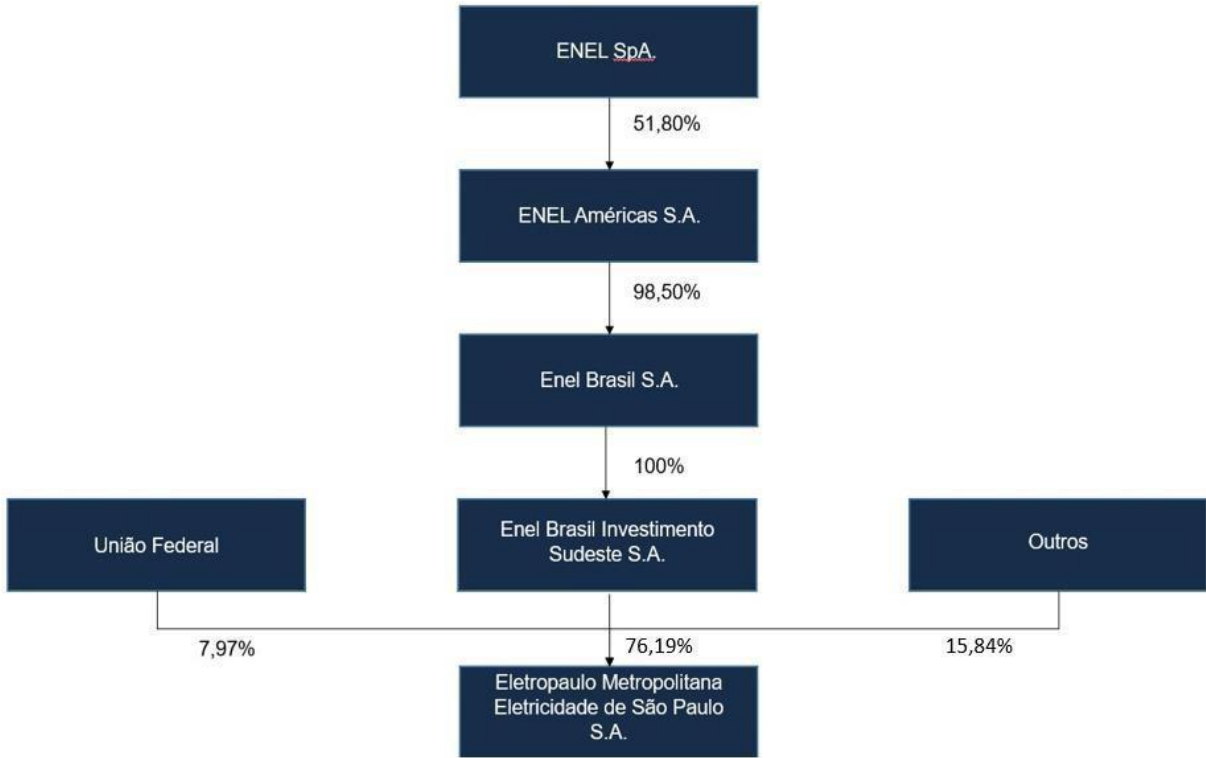 ENEL SpA.
51,80%
ENEL Américas S.A.
98,50%
Enel Brasil S.A.
100%
União Federal
Enel Brasil Investimento
Sudeste S.A.
Outros
7,97%
76,19%
15,84%
Eletropaulo Metropolitana
Eletricidade de São Paulo
S.A.